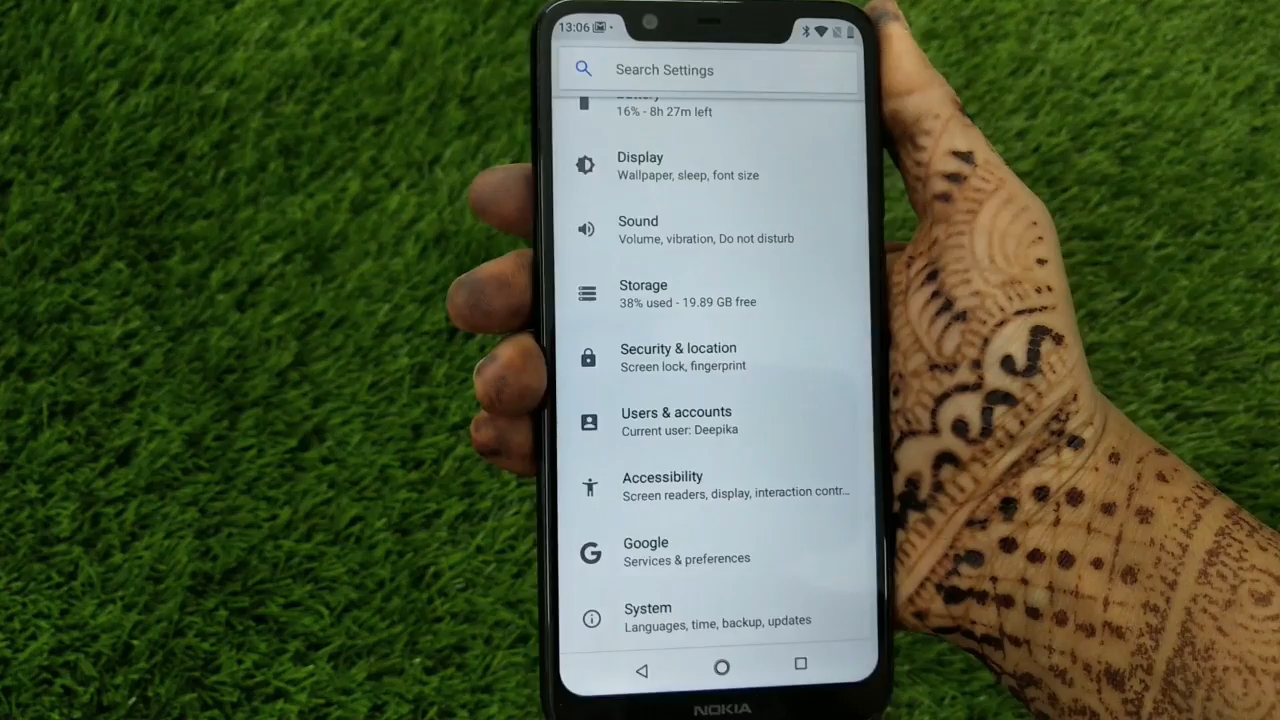 13:06
Search Settings
Battery
16% - 8h 27m left
Display
Wallpaper, sleep, font size
Sound
Volume, vibration, Do not disturb
Storage
38% used - 19.89 GB free
Security & location
Screen lock, fingerprint
Users & accounts
Current user: Deepika
Accessibility
Screen readers, display, interaction contr...
Google
Services & preferences
System
Languages, time, backup, updates
NOKIA